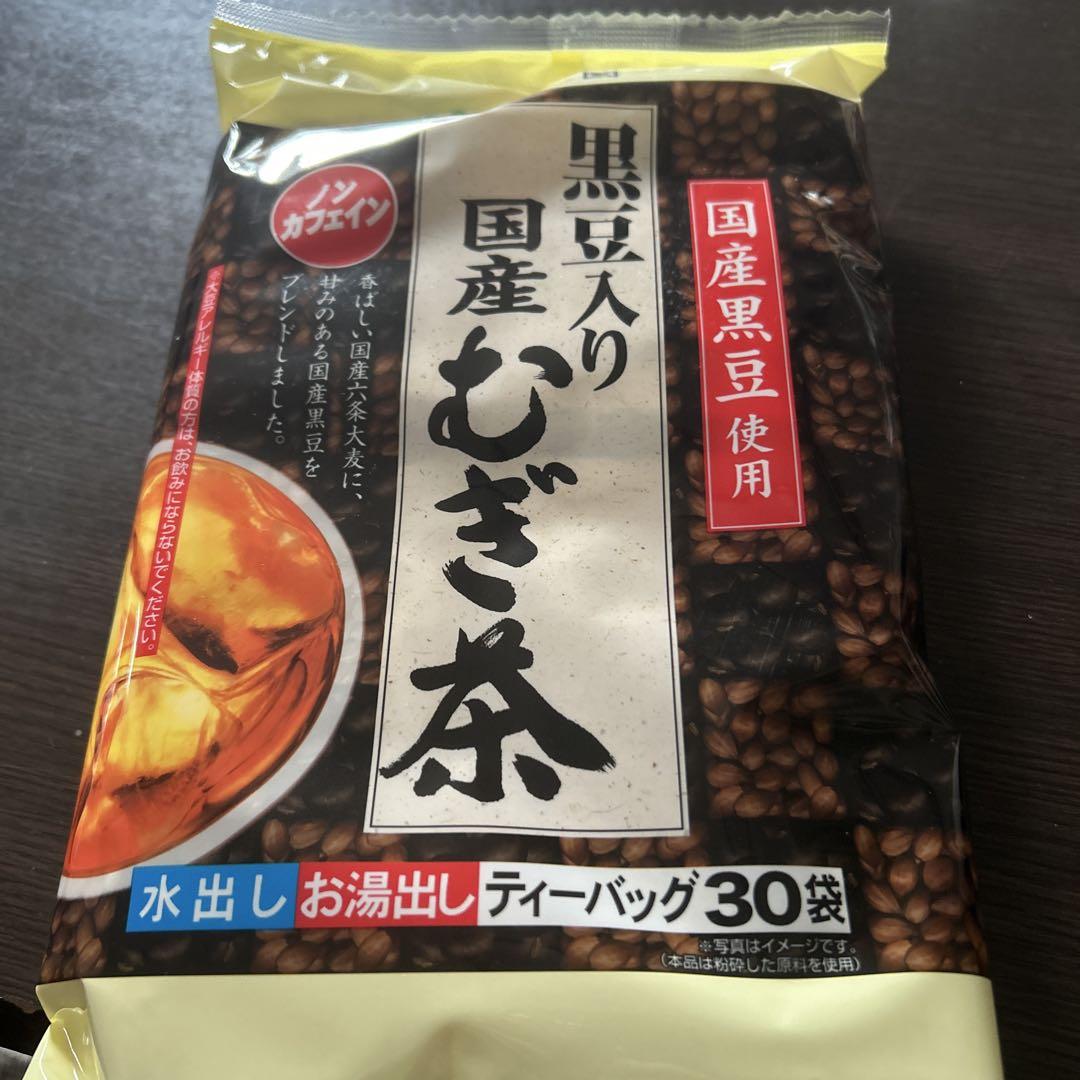 黒豆入り
国産むぎ茶
国産黒豆使用
ノン
カフェイン
香ばしい国産六条大麦に、
甘みのある国産黒豆を
ブレンドしました。
※大豆アレルギー体質の方は、お飲みにならないでください。
水出し お湯出し ティーバッグ30袋
※写真はイメージです。
(本品は粉砕した原料を使用)